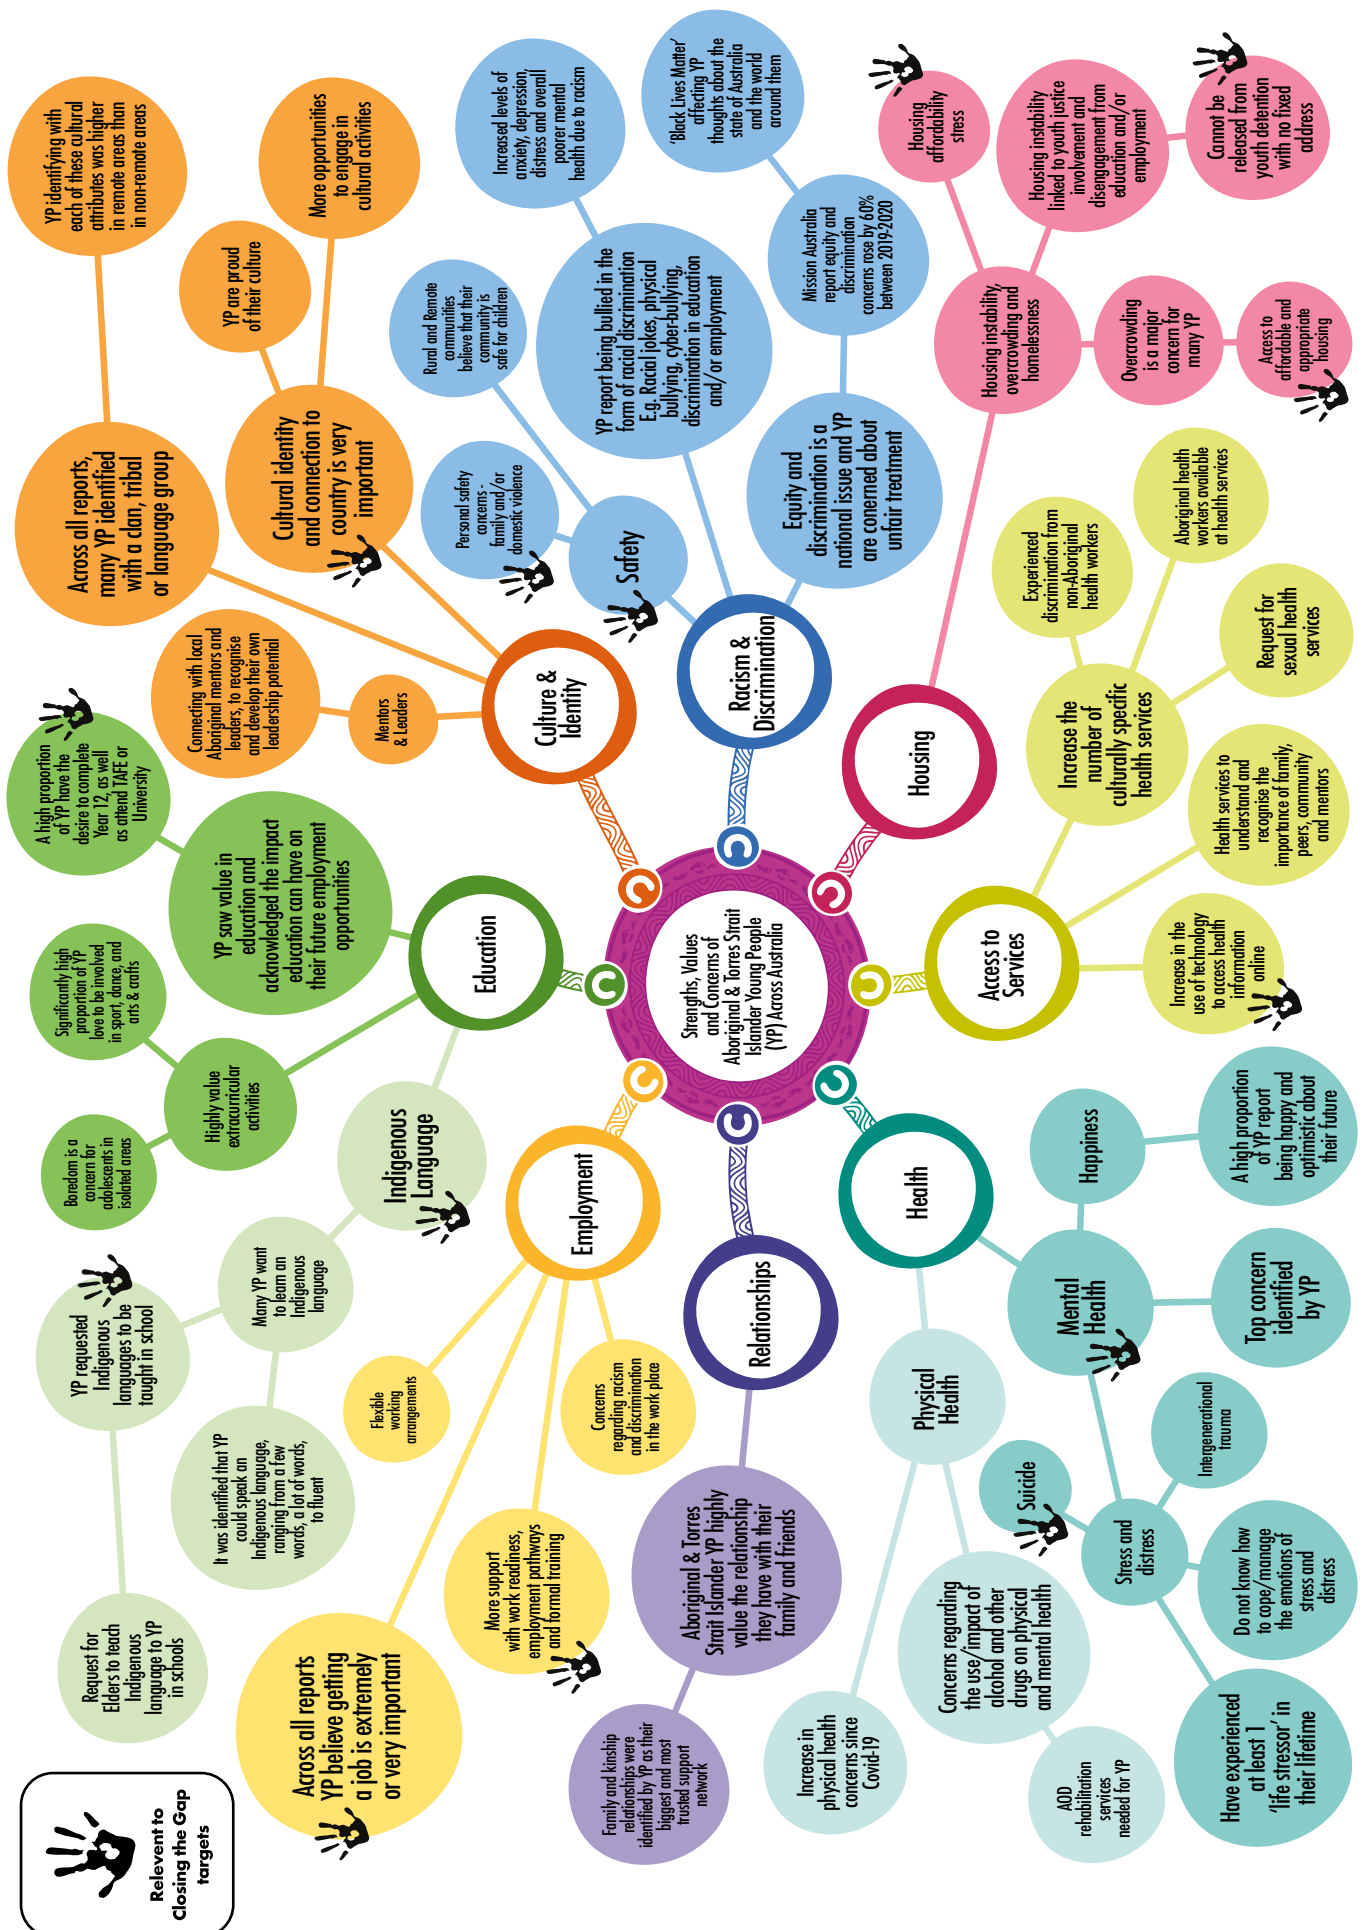 Relevent to
Closing the Gap
targets
Strengths, Values
and Concerns of
Aboriginal & Torres Strait
Islander Young People
(YP) Across Australia
Education
YP saw value in
education and
acknowledged the impact
education can have on
their future employment
opportunities
A high proportion
of YP have the
desire to complete
Year 12, as well
as attend TAFE or
University
Highly value
extracurricular
activities
Significantly high
proportion of YP
love to be involved
in sport, dance, and
arts & crafts
Boredom is a
concern for
adolescents in
isolated areas
Indigenous
Language
Many YP want
to learn an
Indigenous
language
YP requested
Indigenous
languages to be
taught in school
Request for
Elders to teach
Indigenous
language to YP
in schools
It was identified that YP
could speak an
Indigenous language,
ranging from a few
words, a lot of words,
to fluent
Culture &
Identity
Mentors
& Leaders
Connecting with local
Aboriginal mentors and
leaders, to recognise
and develop their own
leadership potential
Across all reports,
many YP identified
with a clan, tribal
or language group
YP identifying with
each of these cultural
attributes was higher
in remote areas than
in non-remote areas
Cultural identity
and connection to
country is very
important
YP are proud
of their culture
More opportunities
to engage in
cultural activities
Racism &
Discrimination
Safety
Personal safety
concerns -
family and/or
domestic violence
Rural and Remote
communities
believe that their
community is
safe for children
YP report being bullied in the
form of racial discrimination
E.g. Racial jokes, physical
bullying, cyber-bullying,
discrimination in education
and/or employment
Increased levels of
anxiety, depression,
distress and overall
poorer mental
health due to racism
Equity and
discrimination is a
national issue and YP
are conerned about
unfair treatment
Mission Australia
report equity and
discrimination
concerns rose by 60%
between 2019-2020
‘Black Lives Matter’
affecting YP
thoughts about the
state of Australia
and the world
around them
Housing
Housing instability,
overcrowding and
homelessness
Housing
affordability
stress
Housing instability
linked to youth justice
involvement and
disengagement from
education and/or
employment
Cannot be
released from
youth detention
with no fixed
address
Overcrowding
is a major
concern for
many YP
Access to
affordable and
appropriate
housing
Access to
Services
Increase the
number of
culturally specific
health services
Experienced
discrimination from
non-Aboriginal
health workers
Aboriginal health
workers available
at health services
Request for
sexual health
services
Health services to
understand and
recognise the
importance of family,
peers, community
and mentors
Increase in the
use of technology
to access health
information
online
Health
Mental
Health
Happiness
A high proportion
of YP report
being happy and
optimistic about
their future
Top concern
identified
by YP
Stress and
distress
Suicide
Intergenerational
trauma
Do not know how
to cope/manage
the emotions of
stress and
distress
Have experienced
at least 1
‘life stressor’ in
their lifetime
Physical
Health
Increase in
physical health
concerns since
Covid-19
Concerns regarding
the use/impact of
alcohol and other
drugs on physical
and mental health
AOD
rehabilitation
services
needed for YP
Relationships
Aboriginal & Torres
Strait Islander YP highly
value the relationship
they have with their
family and friends
Family and kinship
relationships were
identified by YP as their
biggest and most
trusted support
network
Employment
Flexible
working
arrangements
Across all reports
YP believe getting
a job is extremely
or very important
More support
with work readiness,
employment pathways
and formal training
Concerns
regarding racism
and discrimination
in the work place